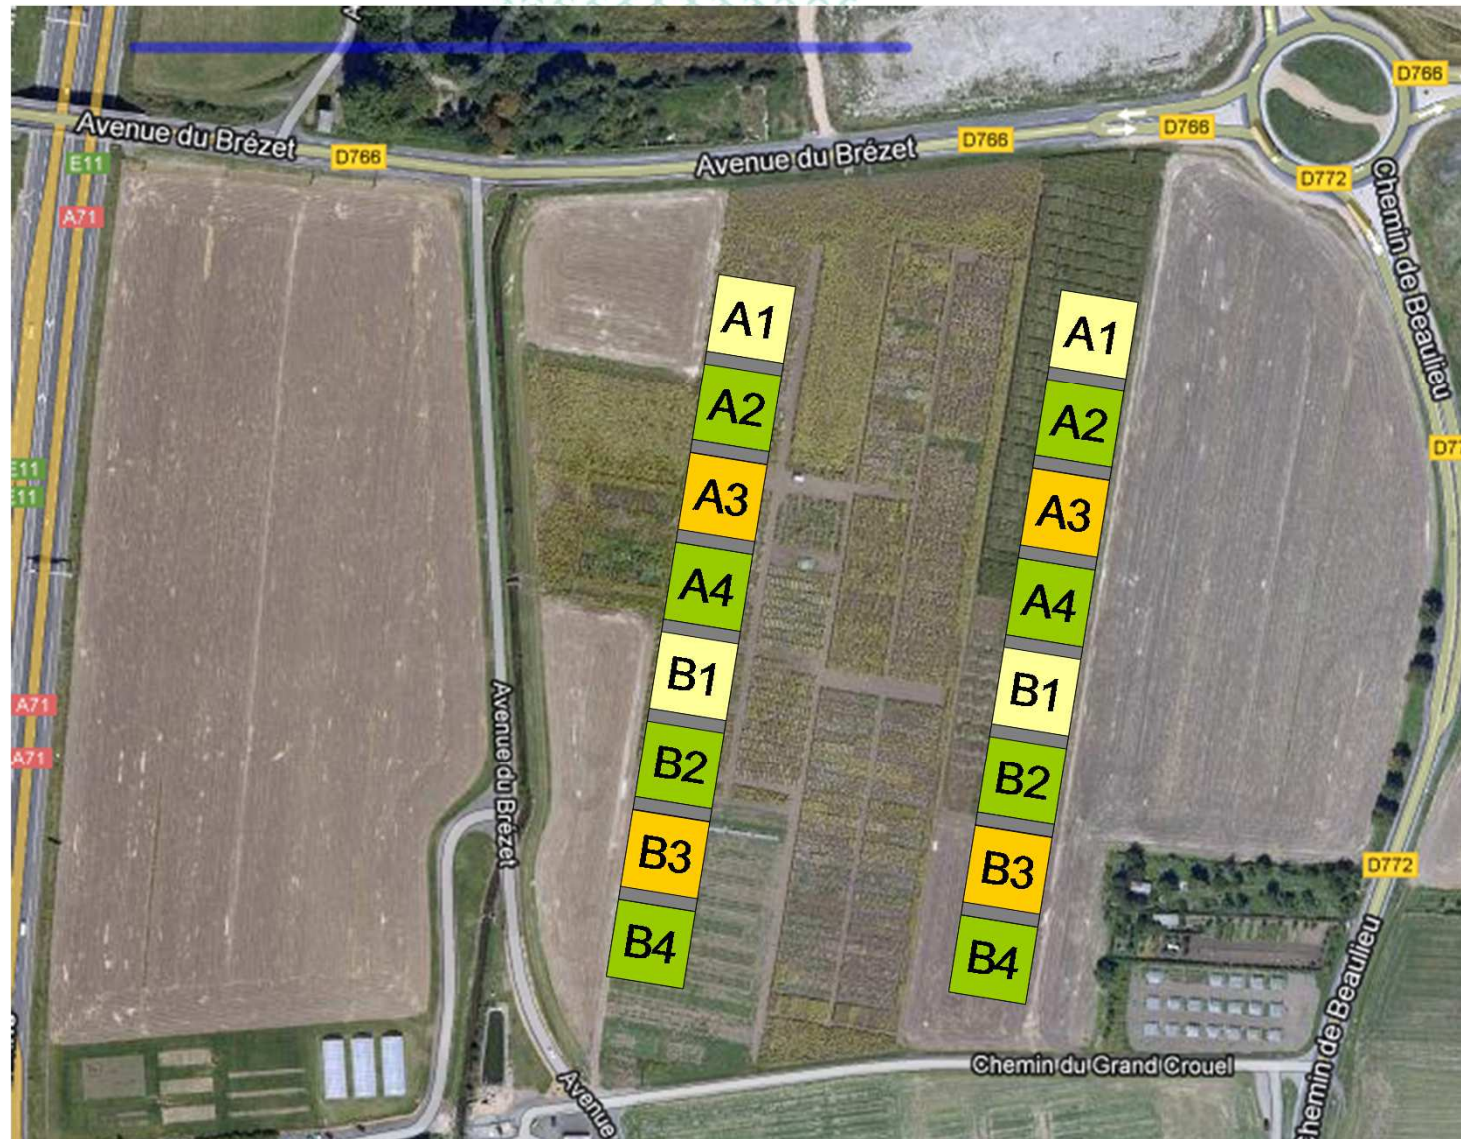 D766
Avenue du Brézet
D766
Avenue du Brézet
D766
D766
E11
D772
A71
Chemin de Beaulieu
A1
A1
A2
A2
D77
E11
E11
A3
A3
A4
A4
B1
B1
A71
A71
Avenue du Brézet
B2
B2
B3
B3
D772
B4
B4
Chemin de Beaulieu
Chemin du Grand Crouel
Avenue